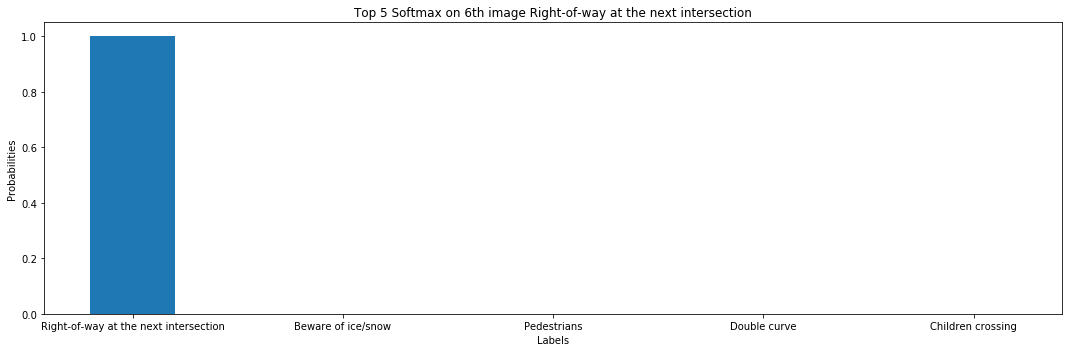 Top 5 Softmax on 6th image Right-of-way at the next intersection
Probabilities
1.0
0.8
0.6
0.4
0.2
0.0
Right-of-way at the next intersection Beware of ice/snow Pedestrians Double curve Children crossing
Labels